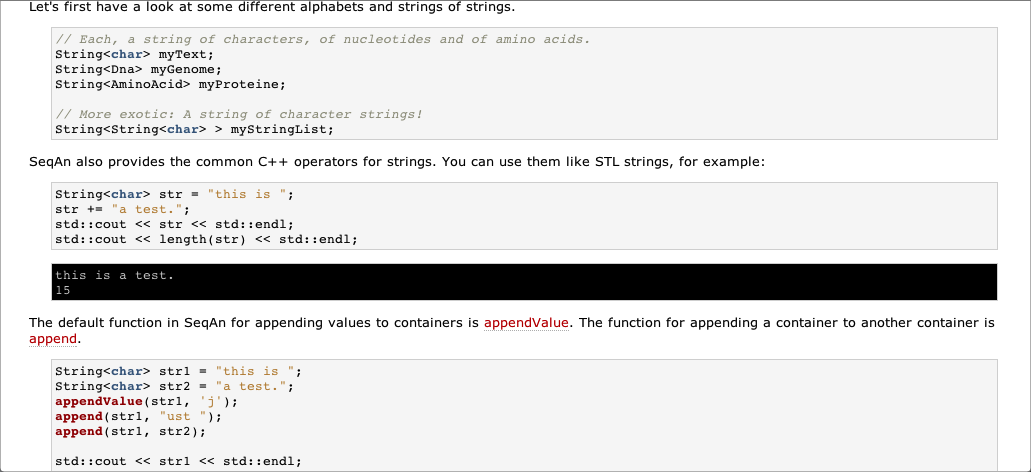 Let's first have a look at some different alphabets and strings of strings.
// Each, a string of characters, of nucleotides and of amino acids.
String<char> myText;
String<Dna> myGenome;
String<AminoAcid> myProteine;
// More exotic: A string of character strings!
String<String<char> > myStringList;
SeqAn also provides the common C++ operators for strings. You can use them like STL strings, for example:
String<char> str = "this is ";
str += "a test.";
std::cout << str << std::endl;
std::cout << length(str) << std::endl;
this is a test.
15
The default function in SeqAn for appending values to containers is appendValue. The function for appending a container to another container is
append.
String<char> str1 = "this is ";
String<char> str2 = "a test.";
appendValue(str1, 'j');
append(str1, "ust ");
append(str1, str2);
std::cout << str1 << std::endl;